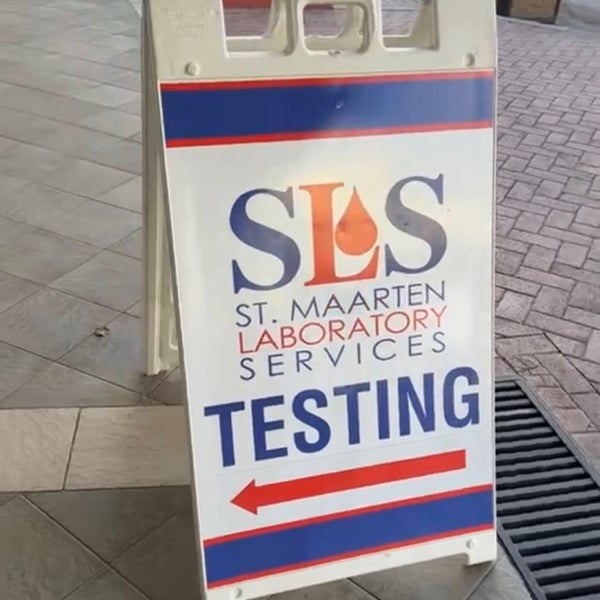 SLS
ST. MAARTEN
LABORATORY
SERVICES
TESTING